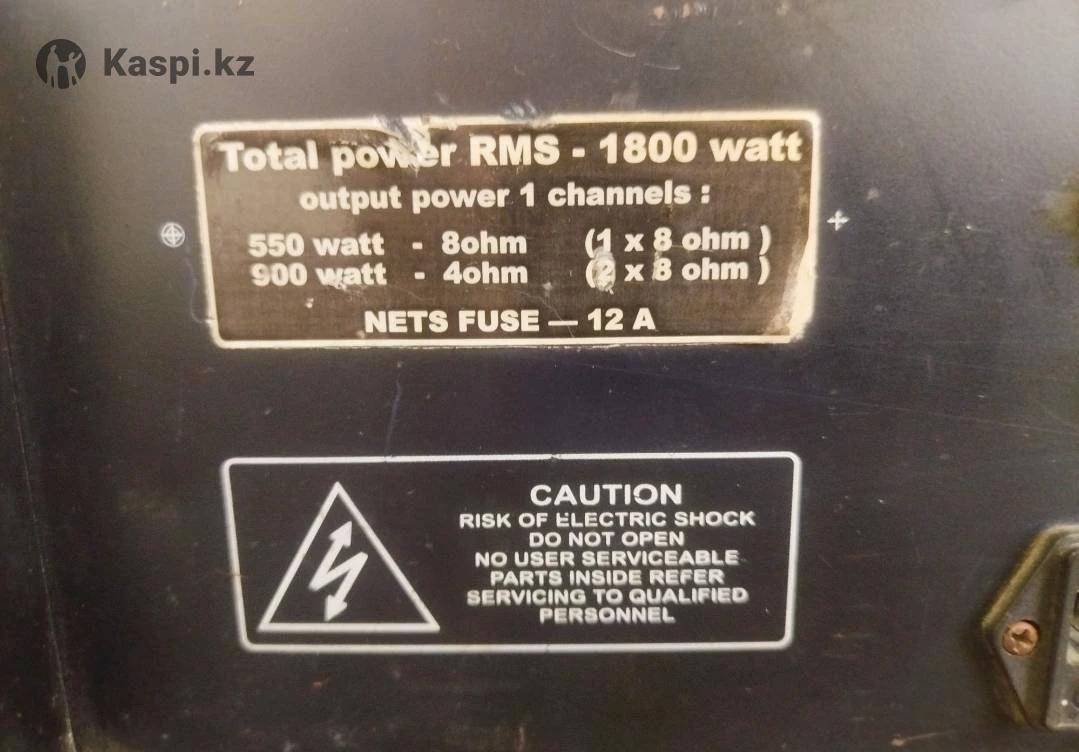 Kaspi.kz
Total power RMS - 1800 watt
output power 1 channels :
550 watt - 8ohm (1 x 8 ohm )
900 watt - 4ohm (2 x 8 ohm )
NETS FUSE — 12 A
CAUTION
RISK OF ELECTRIC SHOCK
DO NOT OPEN
NO USER SERVICEABLE
PARTS INSIDE REFER
SERVICING TO QUALIFIED
PERSONNEL